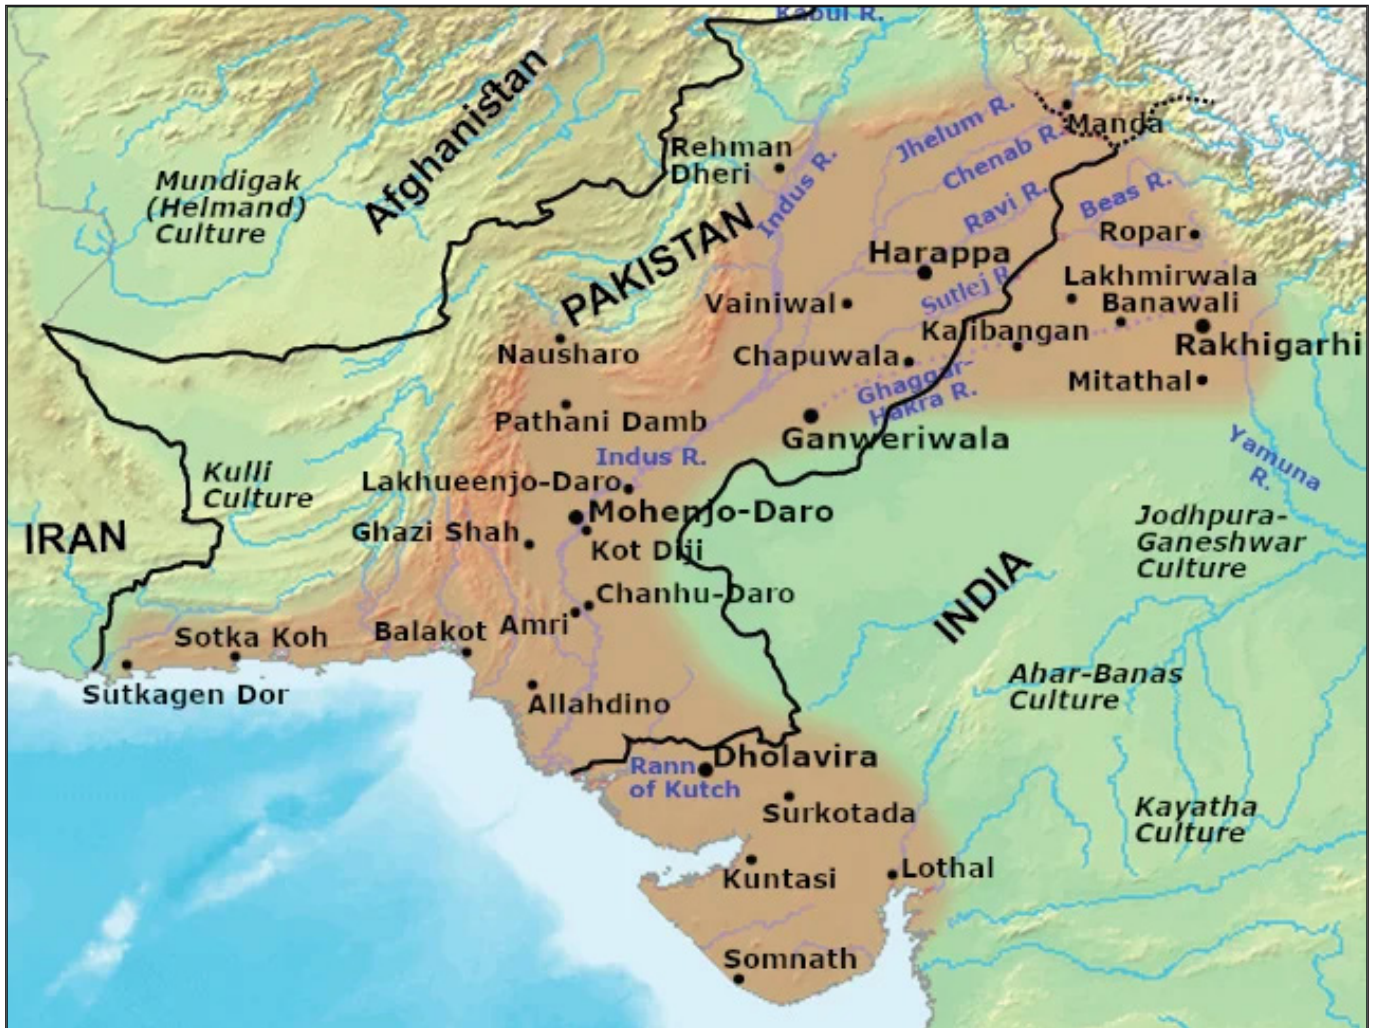 Kabul R.
Afghanistan
Mundigak
(Helmand)
Culture
Rehman
Dheri
Indus R.
Jhelum R.
Chenab R.
Ravi R.
Manda
Beas R.
Ropar
PAKISTAN
Harappa
Sutlej R.
Lakhmirwala
Banawali
Vainiwal
Kalibangan
Rakhigarhi
Nausharo
Chapuwala
Ghaggar-
Hakra R.
Mitathal
Pathani Damb
Ganweriwala
Indus R.
Yamuna
R.
Kulli
Culture
Lakhueenjo-Daro
Mohenjo-Daro
IRAN
Ghazi Shah
Kot Diji
Jodhpura-
Ganeshwar
Culture
INDIA
Chanhu-Daro
Amri
Sotka Koh
Balakot
Sutkagen Dor
Allahdino
Ahar-Banas
Culture
Rann
of Kutch
Dholavira
Surkotada
Kayatha
Culture
Kuntasi
Lothal
Somnath